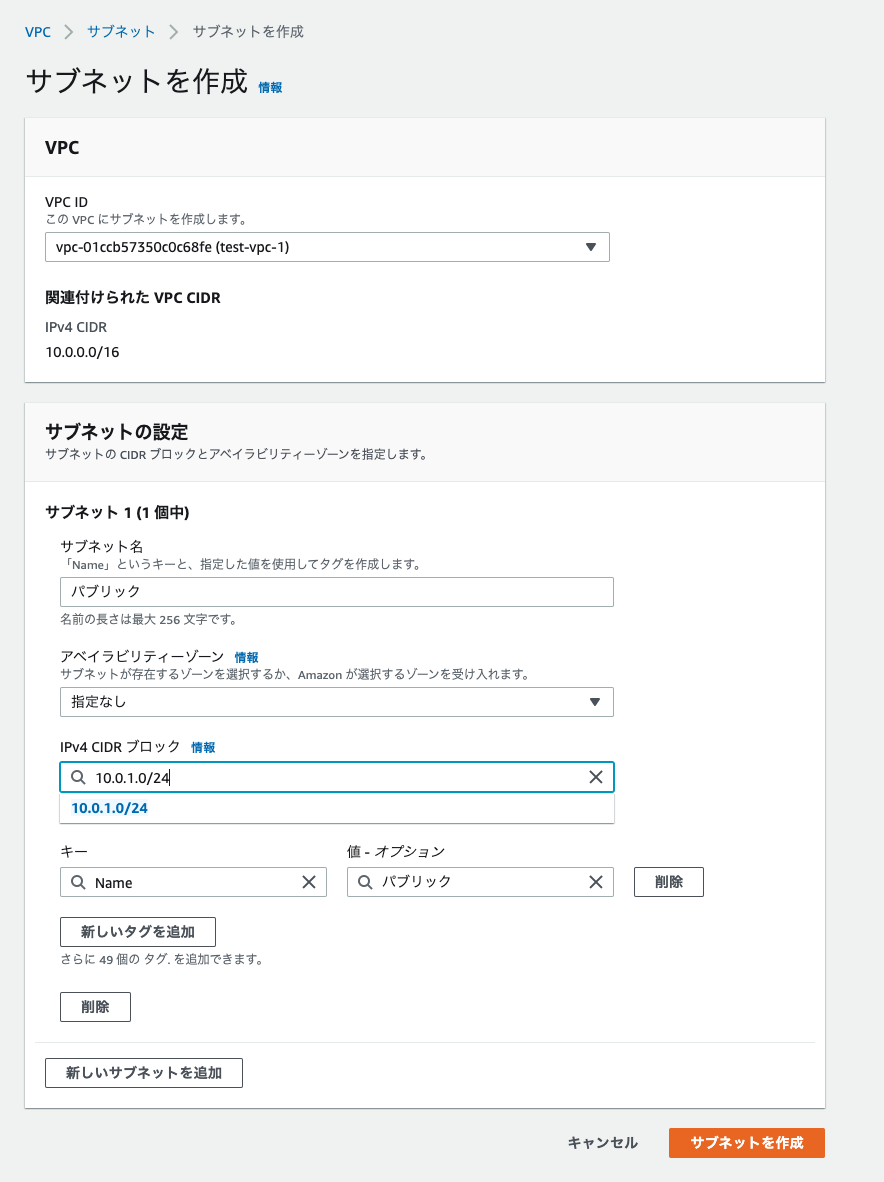 VPC > サブネット > サブネットを作成
サブネットを作成 情報
VPC
VPC ID
この VPC にサブネットを作成します。
vpc-01ccb57350c0c68fe (test-vpc-1)
関連付けられた VPC CIDR
IPv4 CIDR
10.0.0.0/16
サブネットの設定
サブネットの CIDR ブロックとアベイラビリティーゾーンを指定します。
サブネット 1 (1 個中)
サブネット名
「Name」というキーと、指定した値を使用してタグを作成します。
パブリック
名前の長さは最大 256 文字です。
アベイラビリティーゾーン 情報
サブネットが存在するゾーンを選択するか、Amazon が選択するゾーンを受け入れます。
指定なし
IPv4 CIDR ブロック 情報
10.0.1.0/24
10.0.1.0/24
キー 値 - オプション
Name パブリック 削除
新しいタグを追加
さらに 49 個の タグ. を追加できます。
削除
新しいサブネットを追加
キャンセル サブネットを作成